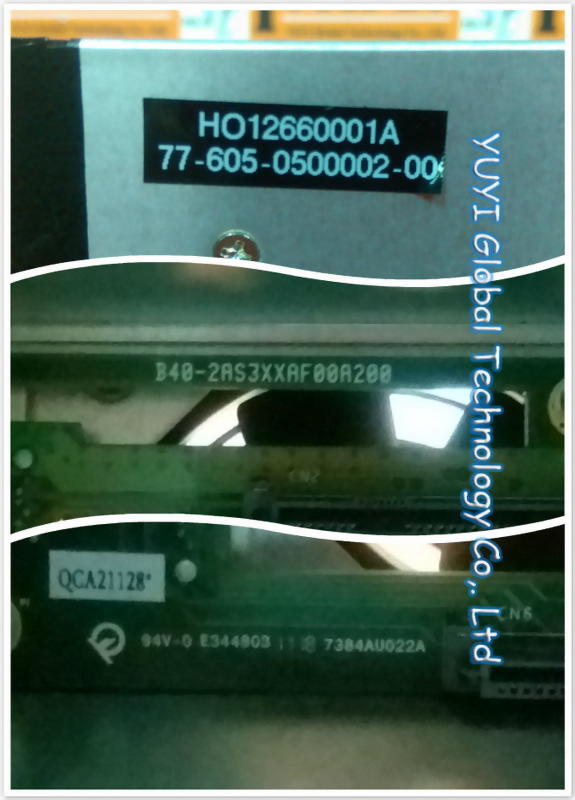 HO12660001A
77-605-0500002-00
B40-2AS3XXAF00A200
CN2
QCA21128*
CN6
94V-0 E344803 1118 7384AU022A
YUYI Global Technology Co,. Ltd